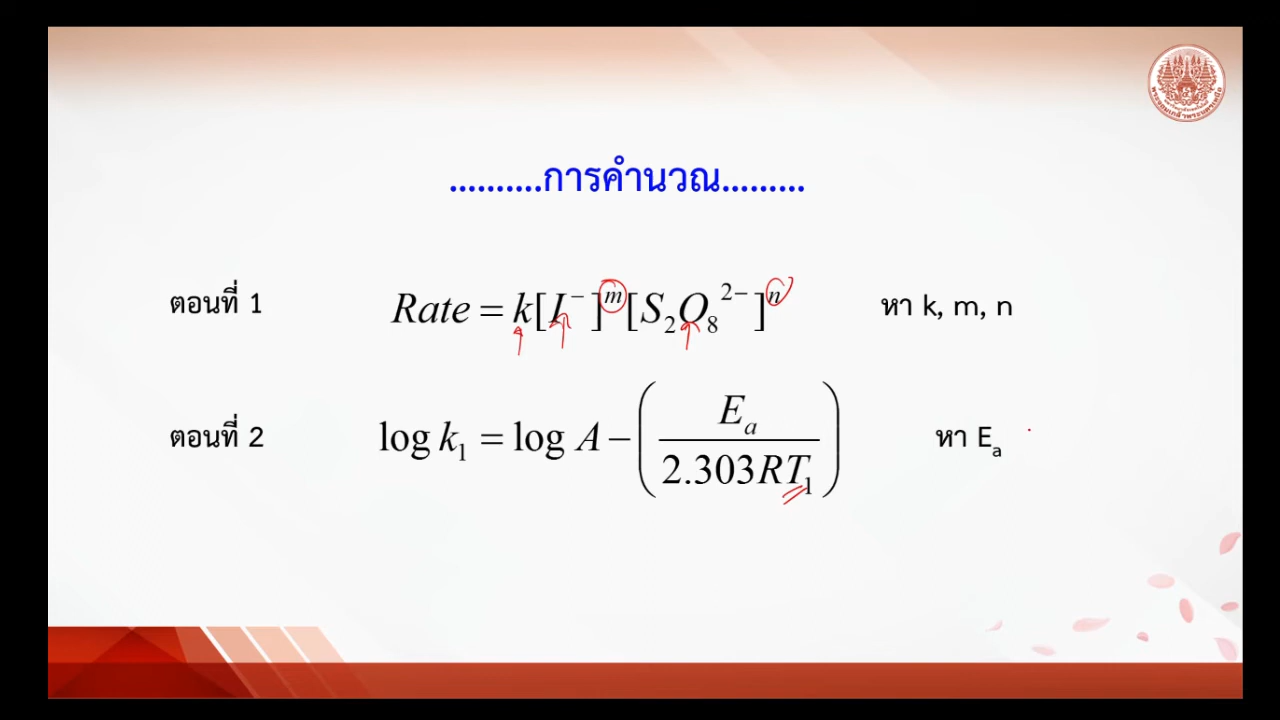 ..........การคำนวณ.........
ตอนที่ 1 Rate = k[I⁻]ᵐ[S₂O₈²⁻]ⁿ หา k, m, n
ตอนที่ 2 log k₁ = log A − (Eₐ / 2.303RT₁) หา Eₐ